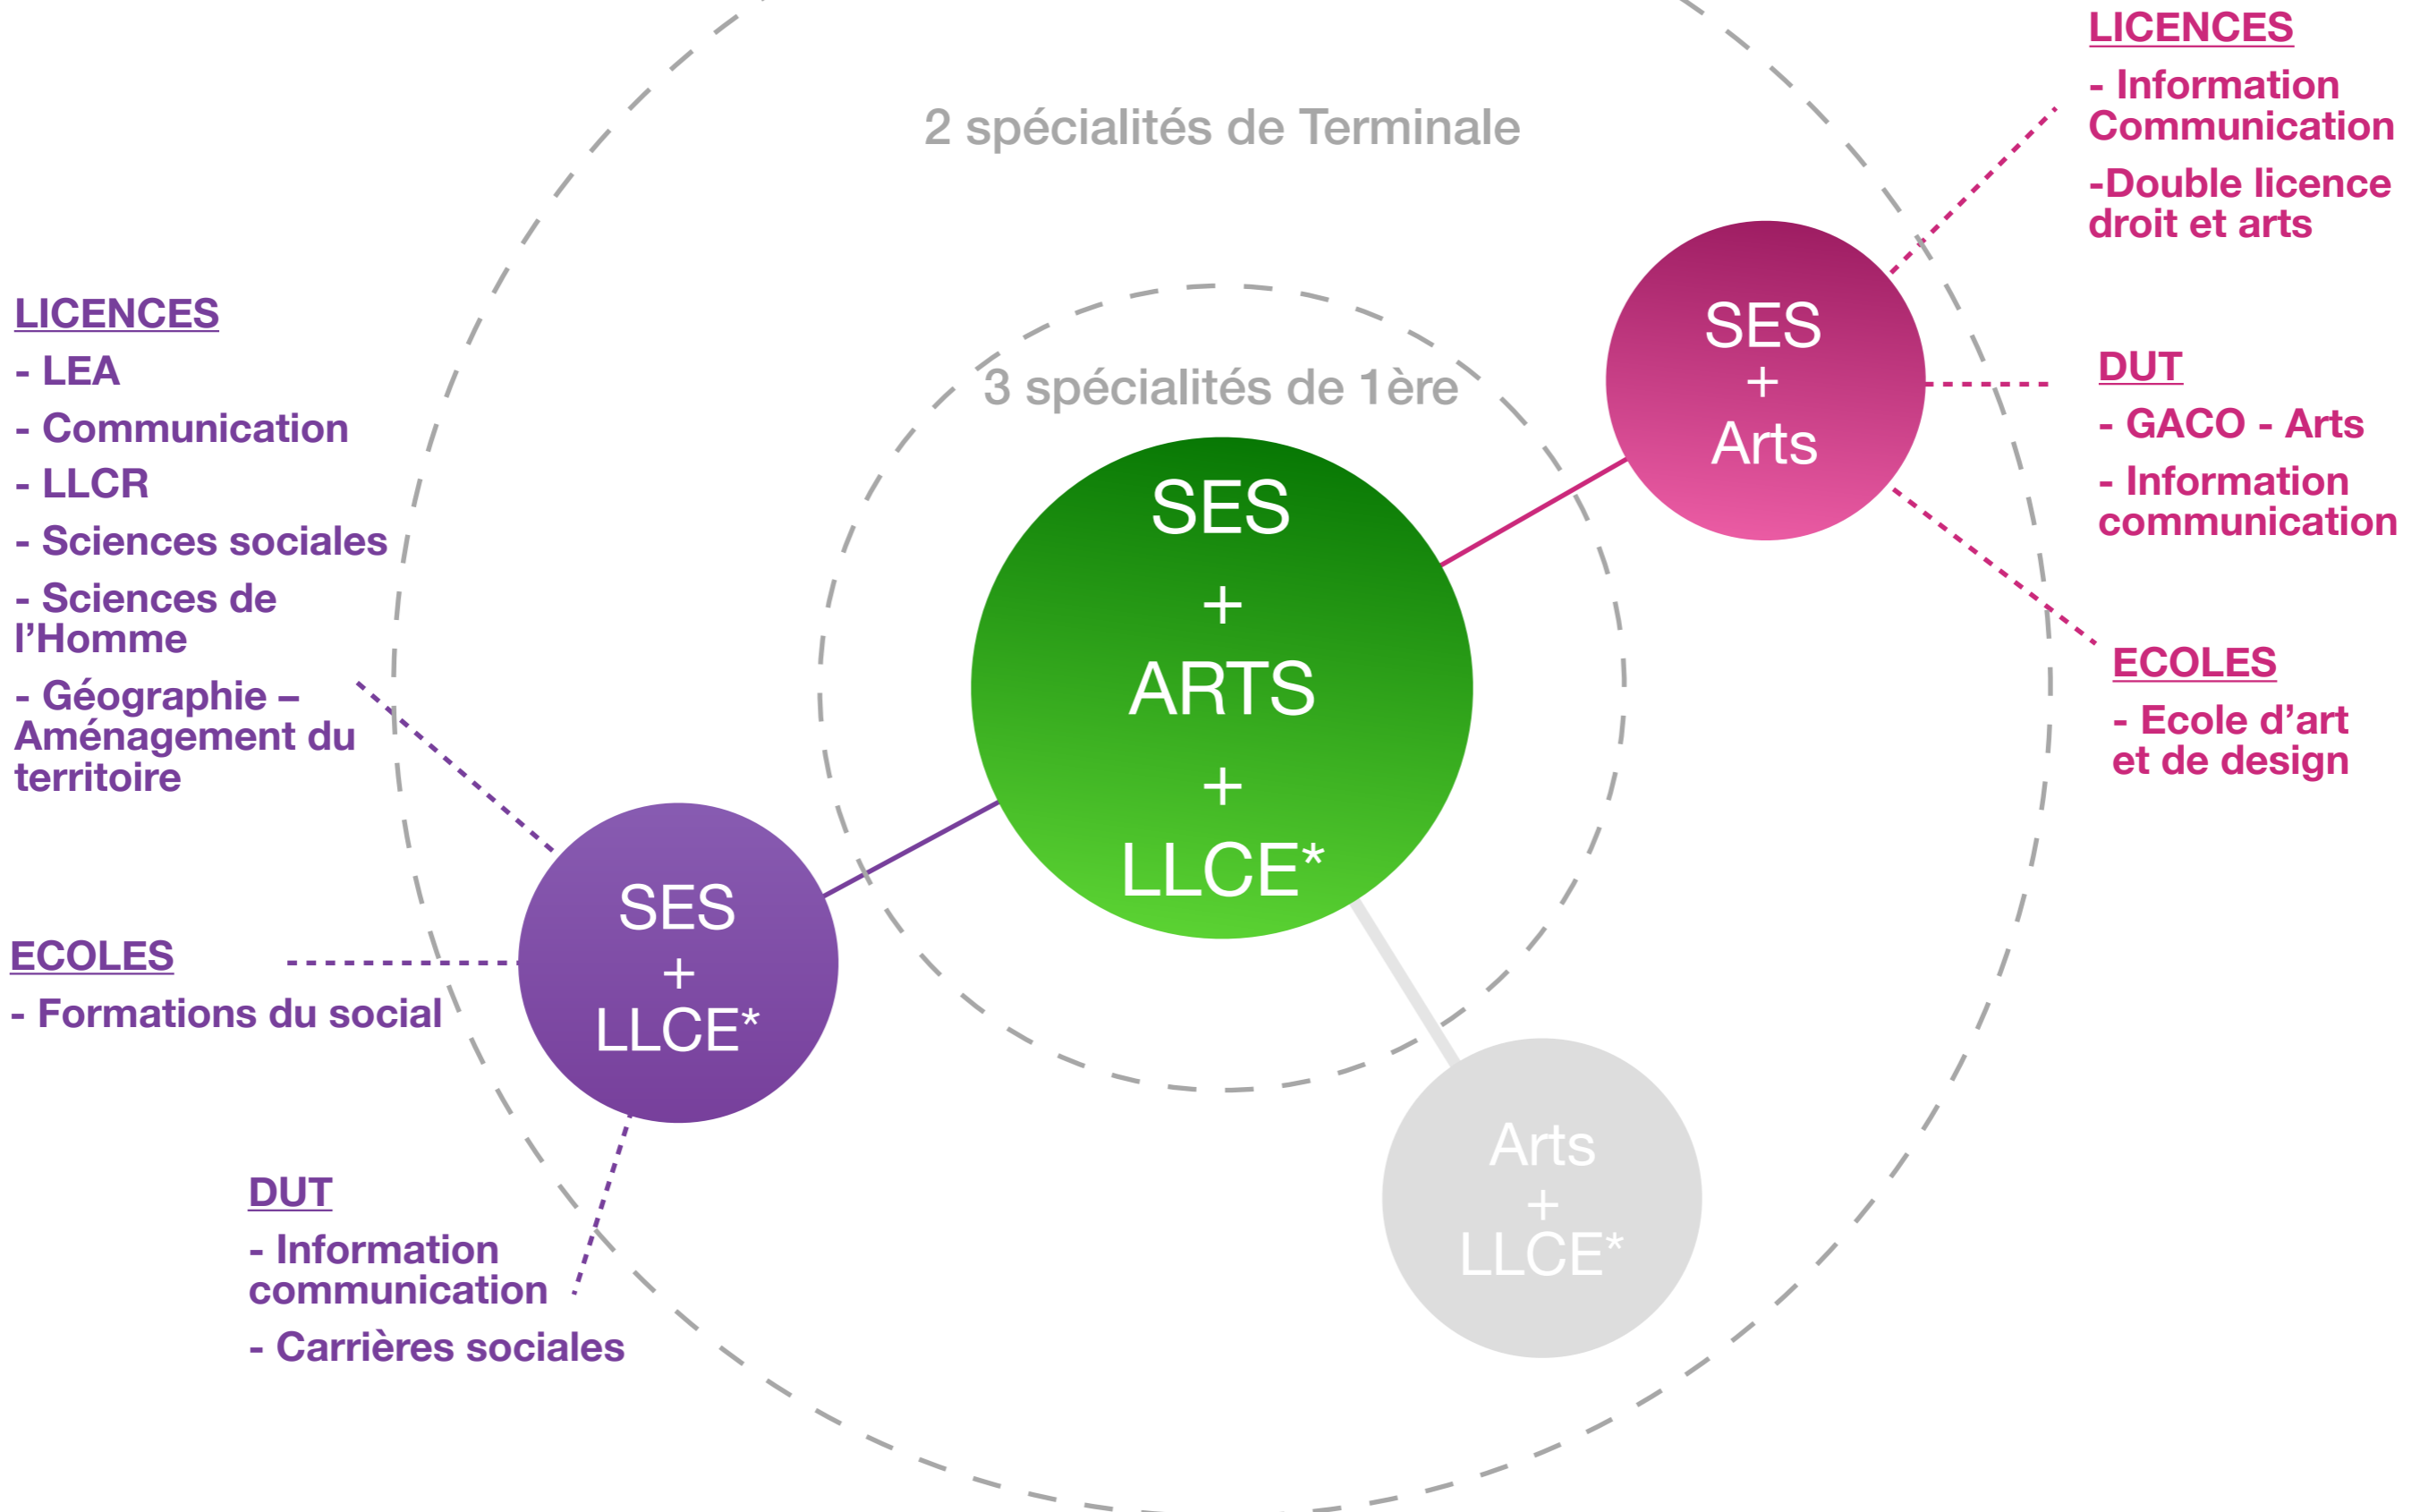 2 spécialités de Terminale
3 spécialités de 1ère
SES
+
ARTS
+
LLCE*
SES
+
Arts
LICENCES
- Information
Communication
-Double licence
droit et arts
DUT
- GACO - Arts
- Information
communication
ECOLES
- Ecole d’art
et de design
LICENCES
- LEA
- Communication
- LLCR
- Sciences sociales
- Sciences de
l’Homme
- Géographie –
Aménagement du
territoire
SES
+
LLCE*
ECOLES
- Formations du social
DUT
- Information
communication
- Carrières sociales
Arts
+
LLCE*